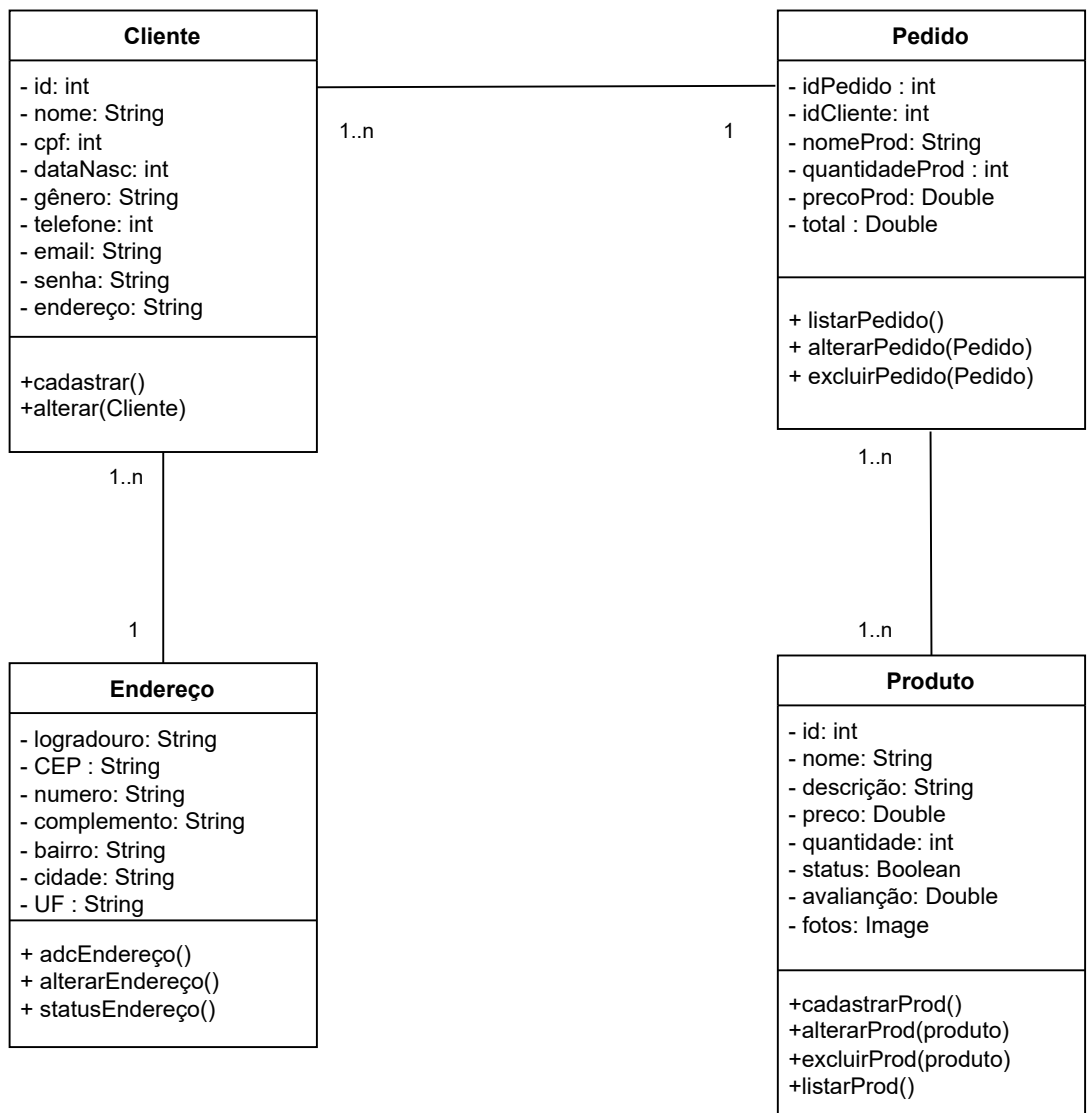 Cliente
- id: int
- nome: String
- cpf: int
- dataNasc: int
- gênero: String
- telefone: int
- email: String
- senha: String
- endereço: String
+cadastrar()
+alterar(Cliente)
1..n
1
Pedido
- idPedido : int
- idCliente: int
- nomeProd: String
- quantidadeProd : int
- precoProd: Double
- total : Double
+ listarPedido()
+ alterarPedido(Pedido)
+ excluirPedido(Pedido)
1..n
1
1..n
1..n
Endereço
- logradouro: String
- CEP : String
- numero: String
- complemento: String
- bairro: String
- cidade: String
- UF : String
+ adcEndereço()
+ alterarEndereço()
+ statusEndereço()
Produto
- id: int
- nome: String
- descrição: String
- preco: Double
- quantidade: int
- status: Boolean
- avaliançāo: Double
- fotos: Image
+cadastrarProd()
+alterarProd(produto)
+excluirProd(produto)
+listarProd()